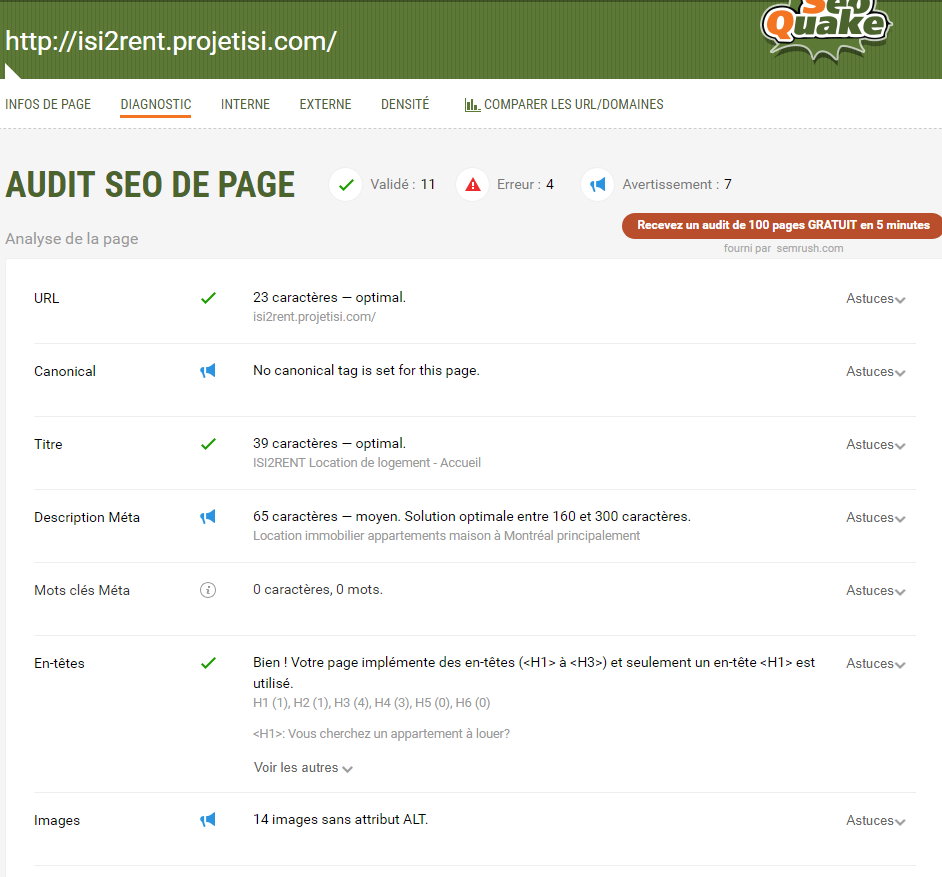 Seo
Quake
http://isi2rent.projetisi.com/
INFOS DE PAGE DIAGNOSTIC INTERNE EXTERNE DENSITÉ COMPARER LES URL/DOMAINES
AUDIT SEO DE PAGE Validé : 11 Erreur : 4 Avertissement : 7
Recevez un audit de 100 pages GRATUIT en 5 minutes
Analyse de la page
fourni par semrush.com
URL 23 caractères — optimal. Astuces
isi2rent.projetisi.com/
Canonical No canonical tag is set for this page. Astuces
Titre 39 caractères — optimal. Astuces
ISI2RENT Location de logement - Accueil
Description Méta 65 caractères — moyen. Solution optimale entre 160 et 300 caractères. Astuces
Location immobilier appartements maison à Montréal principalement
Mots clés Méta 0 caractères, 0 mots. Astuces
En-têtes Bien ! Votre page implémente des en-têtes (<H1> à <H3>) et seulement un en-tête <H1> est Astuces
utilisé.
H1 (1), H2 (1), H3 (4), H4 (3), H5 (0), H6 (0)
<H1>: Vous cherchez un appartement à louer?
Voir les autres
Images 14 images sans attribut ALT. Astuces